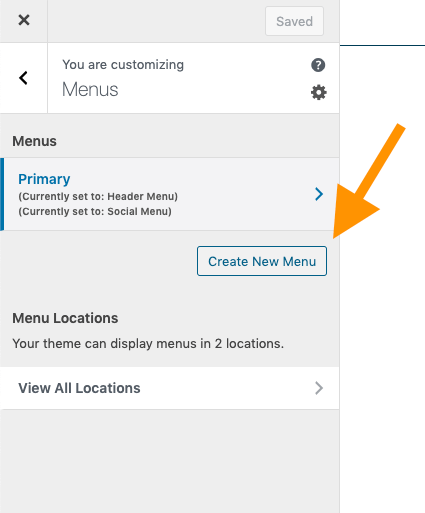 Saved
You are customizing
Menus
Menus
Primary
(Currently set to: Header Menu)
(Currently set to: Social Menu)
Create New Menu
Menu Locations
Your theme can display menus in 2 locations.
View All Locations